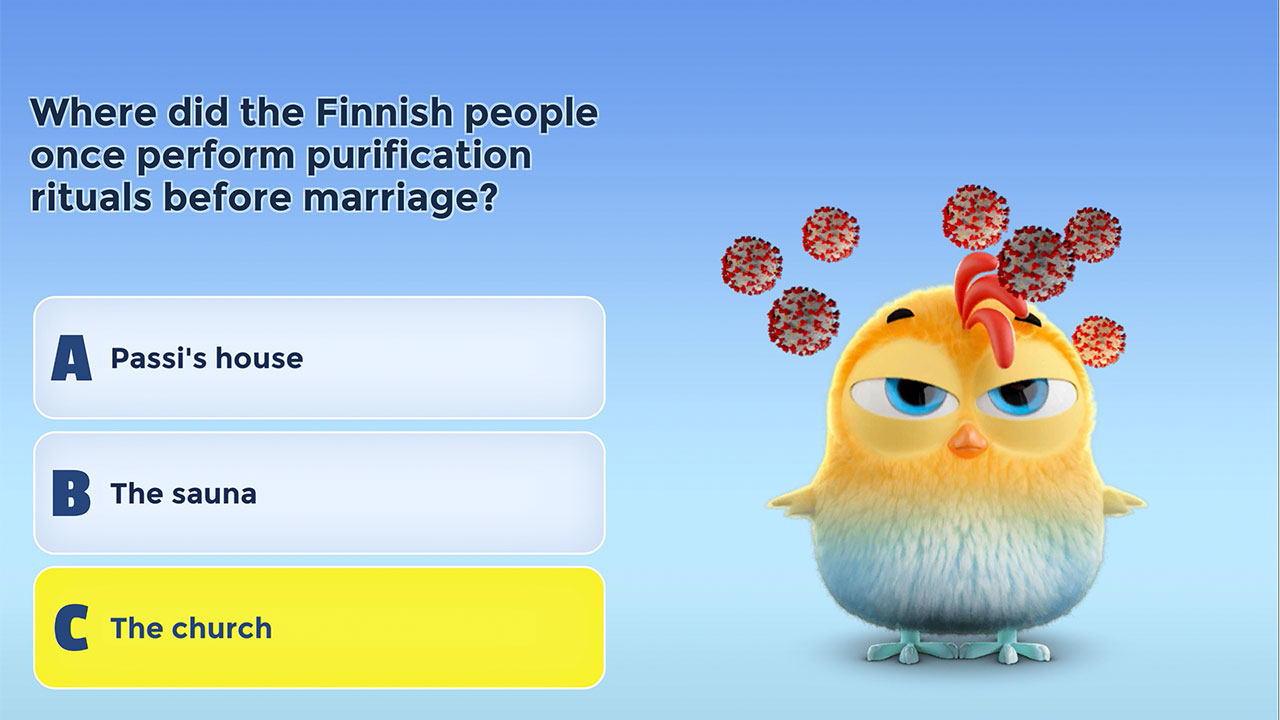 Where did the Finnish people
once perform purification
rituals before marriage?
A Passi's house
B The sauna
C The church